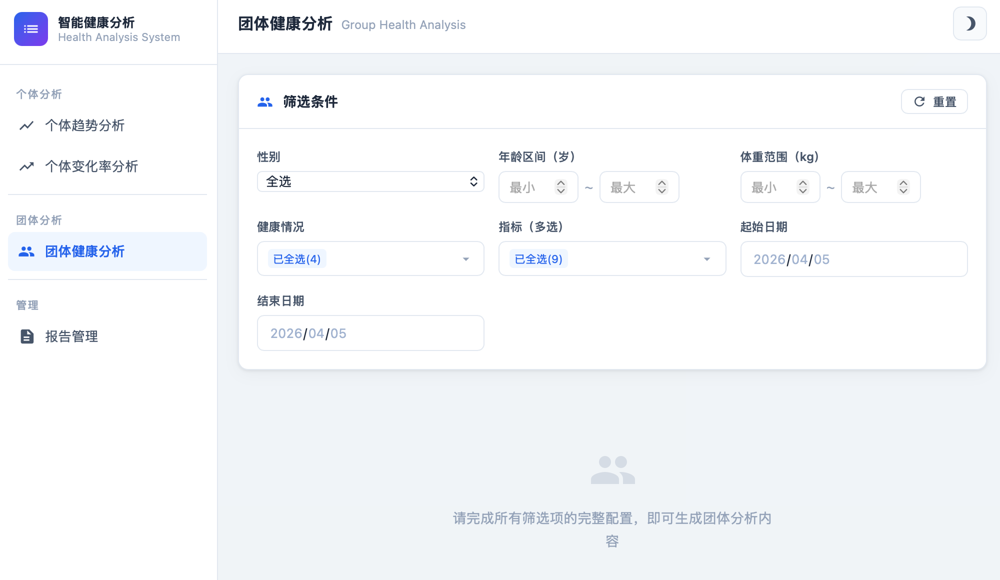 智能健康分析
Health Analysis System
个体分析
个体趋势分析
个体变化率分析
团体分析
团体健康分析
管理
报告管理
团体健康分析 Group Health Analysis
筛选条件
重置
性别
全选
年龄区间（岁）
最小 ~ 最大
体重范围（kg）
最小 ~ 最大
健康情况
已全选(4)
指标（多选）
已全选(9)
起始日期
2026/04/05
结束日期
2026/04/05
请完成所有筛选项的完整配置，即可生成团体分析内
容